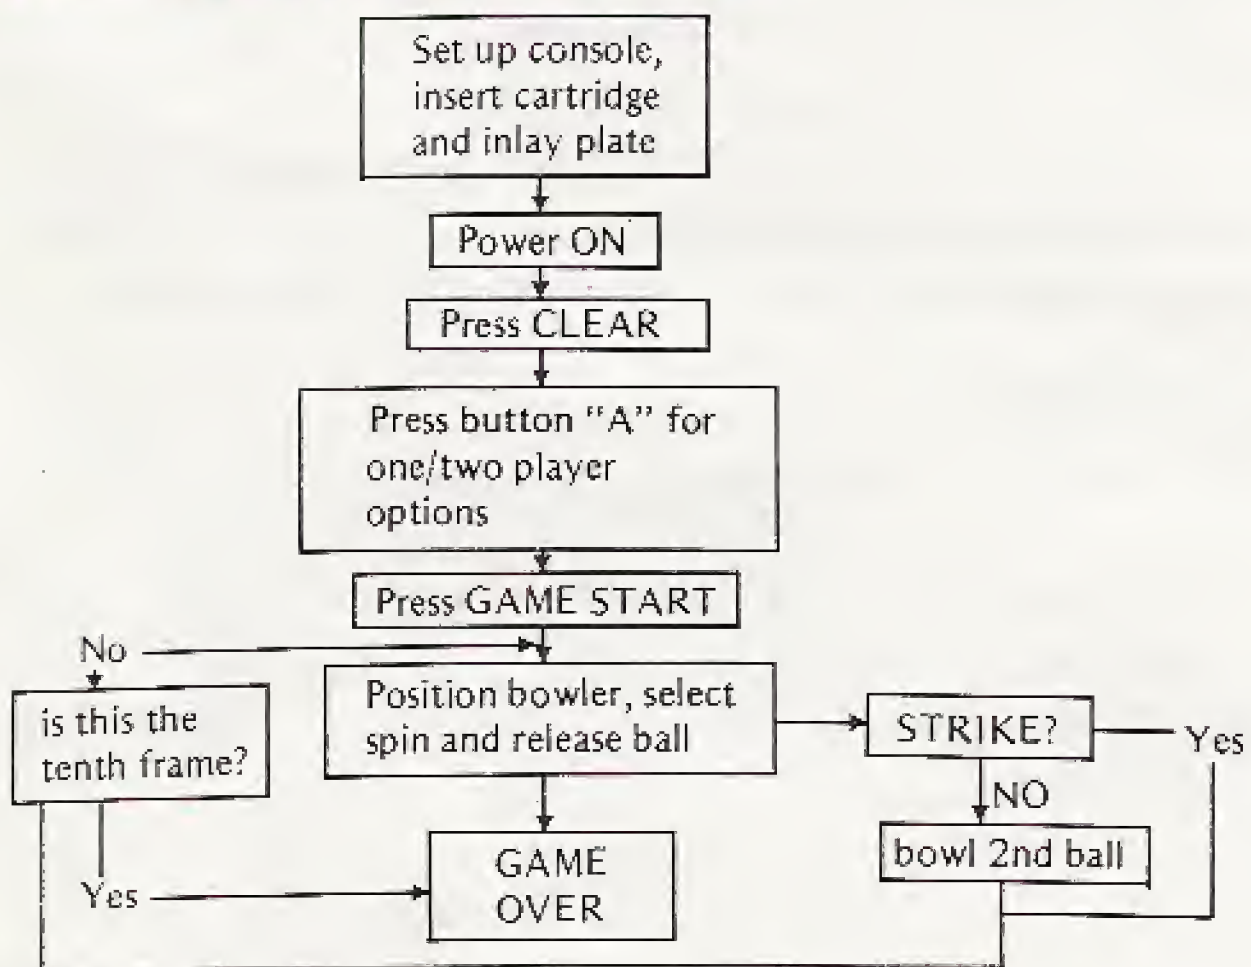 Set up console,
insert cartridge
and inlay plate
Power ON
Press CLEAR
Press button “A” for
one/two player
options
Press GAME START
No
is this the
tenth frame?
Position bowler, select
spin and release ball
STRIKE?
Yes
NO
bowl 2nd ball
Yes
GAME
OVER